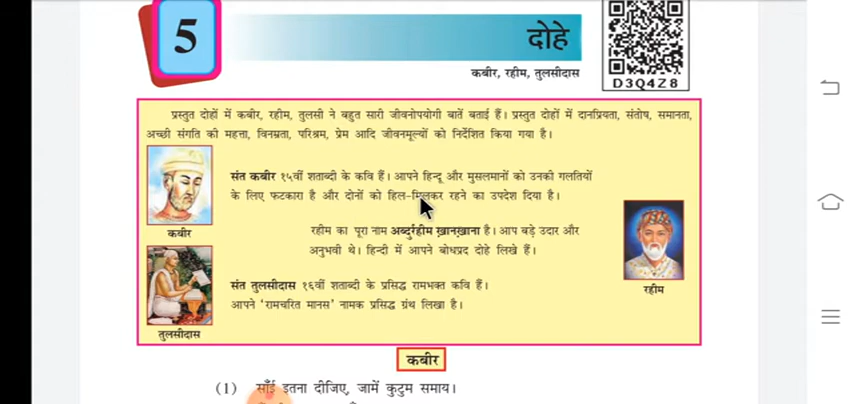 5
दोहे
कबीर, रहीम, तुलसीदास
D3Q4Z8
प्रस्तुत दोहों में कबीर, रहीम, तुलसी ने बहुत सारी जीवनोपयोगी बातें बताई हैं। प्रस्तुत दोहों में दानप्रियता, संतोष, समानता,
अच्छी संगति की महत्ता, विनम्रता, परिश्रम, प्रेम आदि जीवनमूल्यों को निर्देशित किया गया है।
संत कबीर १५वीं शताब्दी के कवि हैं। आपने हिन्दू और मुसलमानों को उनकी गलतियों
के लिए फटकारा है और दोनों को हिल-मिलकर रहने का उपदेश दिया है।
कबीर
रहीम का पूरा नाम अब्दुर्रहीम ख़ानख़ाना है। आप बड़े उदार और
अनुभवी थे। हिन्दी में आपने बोधप्रद दोहे लिखे हैं।
रहीम
संत तुलसीदास १६वीं शताब्दी के प्रसिद्ध रामभक्त कवि हैं।
आपने 'रामचरित मानस' नामक प्रसिद्ध ग्रंथ लिखा है।
तुलसीदास
कबीर
(1) साँईं इतना दीजिए, जामें कुटुम समाय।